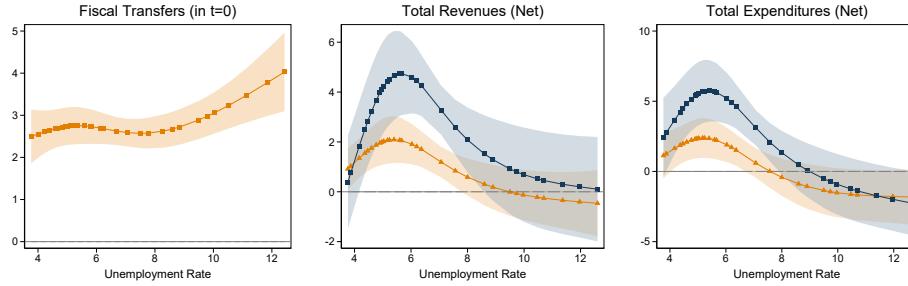 Fiscal Transfers (in t=0)
5
4
3
2
1
0
4 6 8 10 12
Unemployment Rate
Total Revenues (Net)
6
4
2
0
-2
4 6 8 10 12
Unemployment Rate
Total Expenditures (Net)
10
5
0
-5
4 6 8 10 12
Unemployment Rate